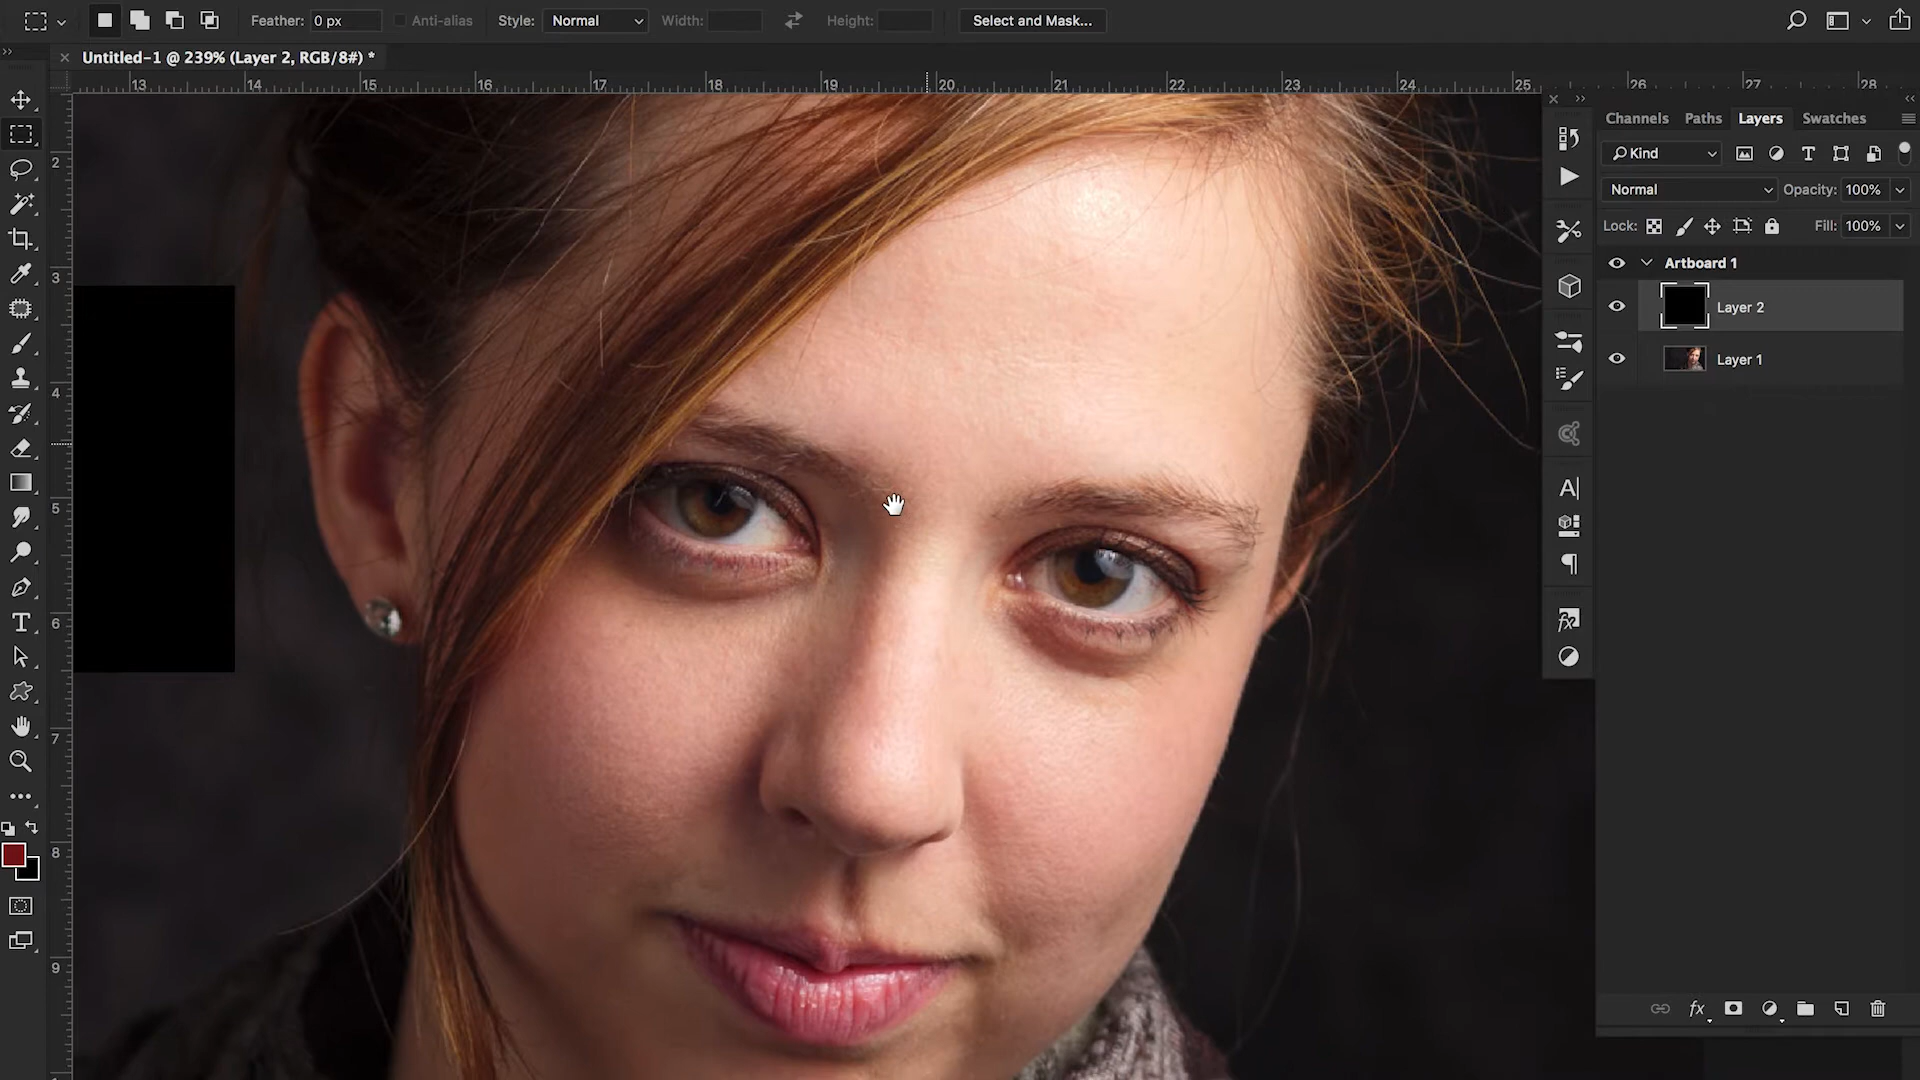 Feather: 0 px Anti-alias Style: Normal Width: Height: Select and Mask...
Untitled-1 @ 239% (Layer 2, RGB/8#) *
13 14 15 16 17 18 19 20 21 22 23 24 25 26 27 28
Channels Paths Layers Swatches
Kind
Normal Opacity: 100%
Lock: Fill: 100%
Artboard 1
Layer 2
Layer 1
2
3
4
5
6
7
8
9